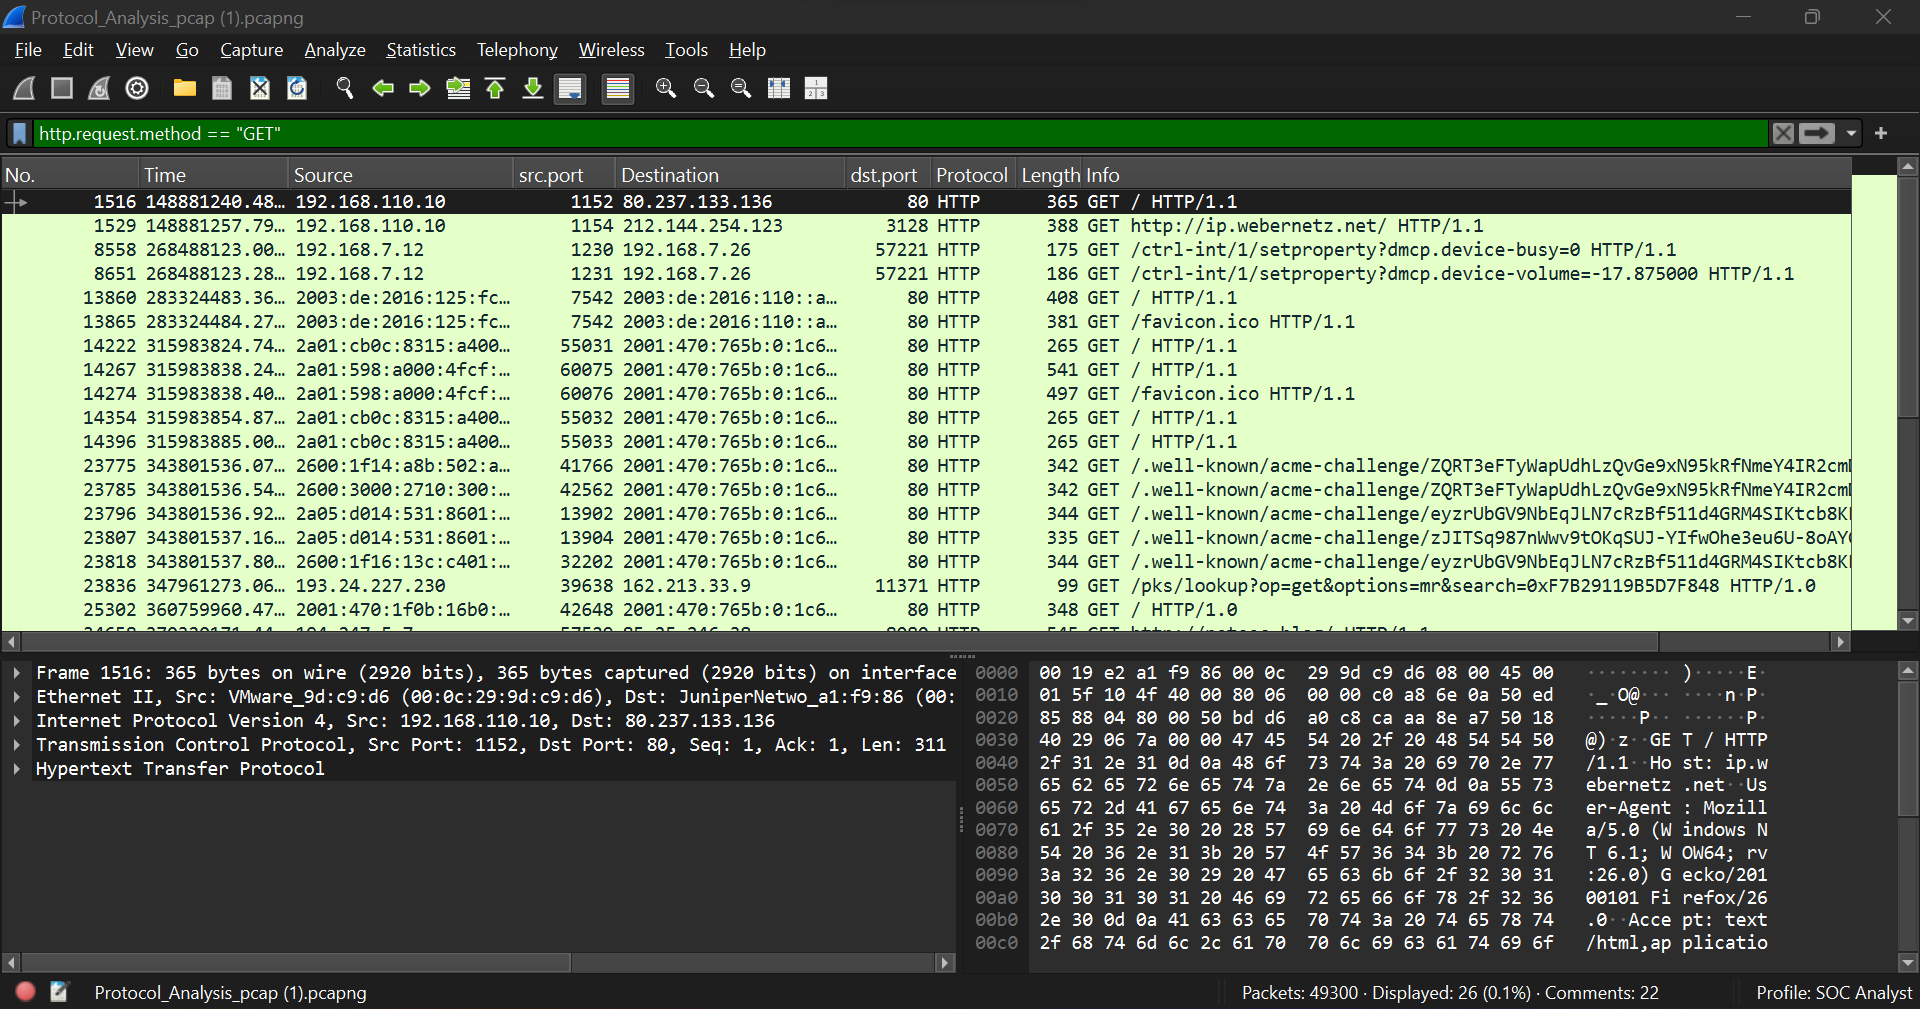 Protocol_Analysis_pcap (1).pcapng
File Edit View Go Capture Analyze Statistics Telephony Wireless Tools Help
http.request.method == "GET"
No. Time Source src.port Destination dst.port Protocol Length Info
1516 148881240.48… 192.168.110.10 1152 80.237.133.136 80 HTTP 365 GET / HTTP/1.1
1529 148881257.79… 192.168.110.10 1154 212.144.254.123 3128 HTTP 388 GET http://ip.webernetz.net/ HTTP/1.1
8558 268488123.00… 192.168.7.12 1230 192.168.7.26 57221 HTTP 175 GET /ctrl-int/1/setproperty?dmcp.device-busy=0 HTTP/1.1
8651 268488123.28… 192.168.7.12 1231 192.168.7.26 57221 HTTP 186 GET /ctrl-int/1/setproperty?dmcp.device-volume=-17.875000 HTTP/1.1
13860 283324483.36… 2003:de:2016:125:fc… 7542 2003:de:2016:110::a… 80 HTTP 408 GET / HTTP/1.1
13865 283324484.27… 2003:de:2016:125:fc… 7542 2003:de:2016:110::a… 80 HTTP 381 GET /favicon.ico HTTP/1.1
14222 315983824.74… 2a01:cb0c:8315:a400… 55031 2001:470:765b:0:1c6… 80 HTTP 265 GET / HTTP/1.1
14267 315983838.24… 2a01:598:a000:4fcf:… 60075 2001:470:765b:0:1c6… 80 HTTP 541 GET / HTTP/1.1
14274 315983838.40… 2a01:598:a000:4fcf:… 60076 2001:470:765b:0:1c6… 80 HTTP 497 GET /favicon.ico HTTP/1.1
14354 315983854.87… 2a01:cb0c:8315:a400… 55032 2001:470:765b:0:1c6… 80 HTTP 265 GET / HTTP/1.1
14396 315983885.00… 2a01:cb0c:8315:a400… 55033 2001:470:765b:0:1c6… 80 HTTP 265 GET / HTTP/1.1
23775 343801536.07… 2600:1f14:a8b:502:a… 41766 2001:470:765b:0:1c6… 80 HTTP 342 GET /.well-known/acme-challenge/ZQRT3eFTyWapUdhLzQvGe9xN95kRfNmeY4IR2cm
23785 343801536.54… 2600:3000:2710:300:… 42562 2001:470:765b:0:1c6… 80 HTTP 342 GET /.well-known/acme-challenge/ZQRT3eFTyWapUdhLzQvGe9xN95kRfNmeY4IR2cm
23796 343801536.92… 2a05:d014:531:8601:… 13902 2001:470:765b:0:1c6… 80 HTTP 344 GET /.well-known/acme-challenge/eyzrUbGV9NbEqJLN7cRzBf511d4GRM4SIKtcb8K
23807 343801537.16… 2a05:d014:531:8601:… 13904 2001:470:765b:0:1c6… 80 HTTP 335 GET /.well-known/acme-challenge/zJITSq987nWwv9tOKqSUJ-YIfwOhe3eu6U-8oAY
23818 343801537.80… 2600:1f16:13c:c401:… 32202 2001:470:765b:0:1c6… 80 HTTP 344 GET /.well-known/acme-challenge/eyzrUbGV9NbEqJLN7cRzBf511d4GRM4SIKtcb8K
23836 347961273.06… 193.24.227.230 39638 162.213.33.9 11371 HTTP 99 GET /pks/lookup?op=get&options=mr&search=0xF7B29119B5D7F848 HTTP/1.0
25302 360759960.47… 2001:470:1f0b:16b0:… 42648 2001:470:765b:0:1c6… 80 HTTP 348 GET / HTTP/1.0
Frame 1516: 365 bytes on wire (2920 bits), 365 bytes captured (2920 bits) on interface
Ethernet II, Src: VMware_9d:c9:d6 (00:0c:29:9d:c9:d6), Dst: JuniperNetwo_a1:f9:86 (00:
Internet Protocol Version 4, Src: 192.168.110.10, Dst: 80.237.133.136
Transmission Control Protocol, Src Port: 1152, Dst Port: 80, Seq: 1, Ack: 1, Len: 311
Hypertext Transfer Protocol
0000 00 19 e2 a1 f9 86 00 0c 29 9d c9 d6 08 00 45 00 ········ )·····E·
0010 01 5f 10 4f 40 00 80 06 00 00 c0 a8 6e 0a 50 ed ·_·O@··· ····n·P·
0020 85 88 04 80 00 50 bd d6 a0 c8 ca aa 8e a7 50 18 ·····P·· ······P·
0030 40 29 06 7a 00 00 47 45 54 20 2f 20 48 54 54 50 @)·z··GE T / HTTP
0040 2f 31 2e 31 0d 0a 48 6f 73 74 3a 20 69 70 2e 77 /1.1··Ho st: ip.w
0050 65 62 65 72 6e 65 74 7a 2e 6e 65 74 0d 0a 55 73 ebernetz .net··Us
0060 65 72 2d 41 67 65 6e 74 3a 20 4d 6f 7a 69 6c 6c er-Agent : Mozill
0070 61 2f 35 2e 30 20 28 57 69 6e 64 6f 77 73 20 4e a/5.0 (W indows N
0080 54 20 36 2e 31 3b 20 57 4f 57 36 34 3b 20 72 76 T 6.1; W OW64; rv
0090 3a 32 36 2e 30 29 20 47 65 63 6b 6f 2f 32 30 31 :26.0) G ecko/201
00a0 30 30 31 30 31 20 46 69 72 65 66 6f 78 2f 32 36 00101 Fi refox/26
00b0 2e 30 0d 0a 41 63 63 65 70 74 3a 20 74 65 78 74 .0··Acce pt: text
00c0 2f 68 74 6d 6c 2c 61 70 70 6c 69 63 61 74 69 6f /html,ap plicatio
Protocol_Analysis_pcap (1).pcapng Packets: 49300 · Displayed: 26 (0.1%) · Comments: 22 Profile: SOC Analyst